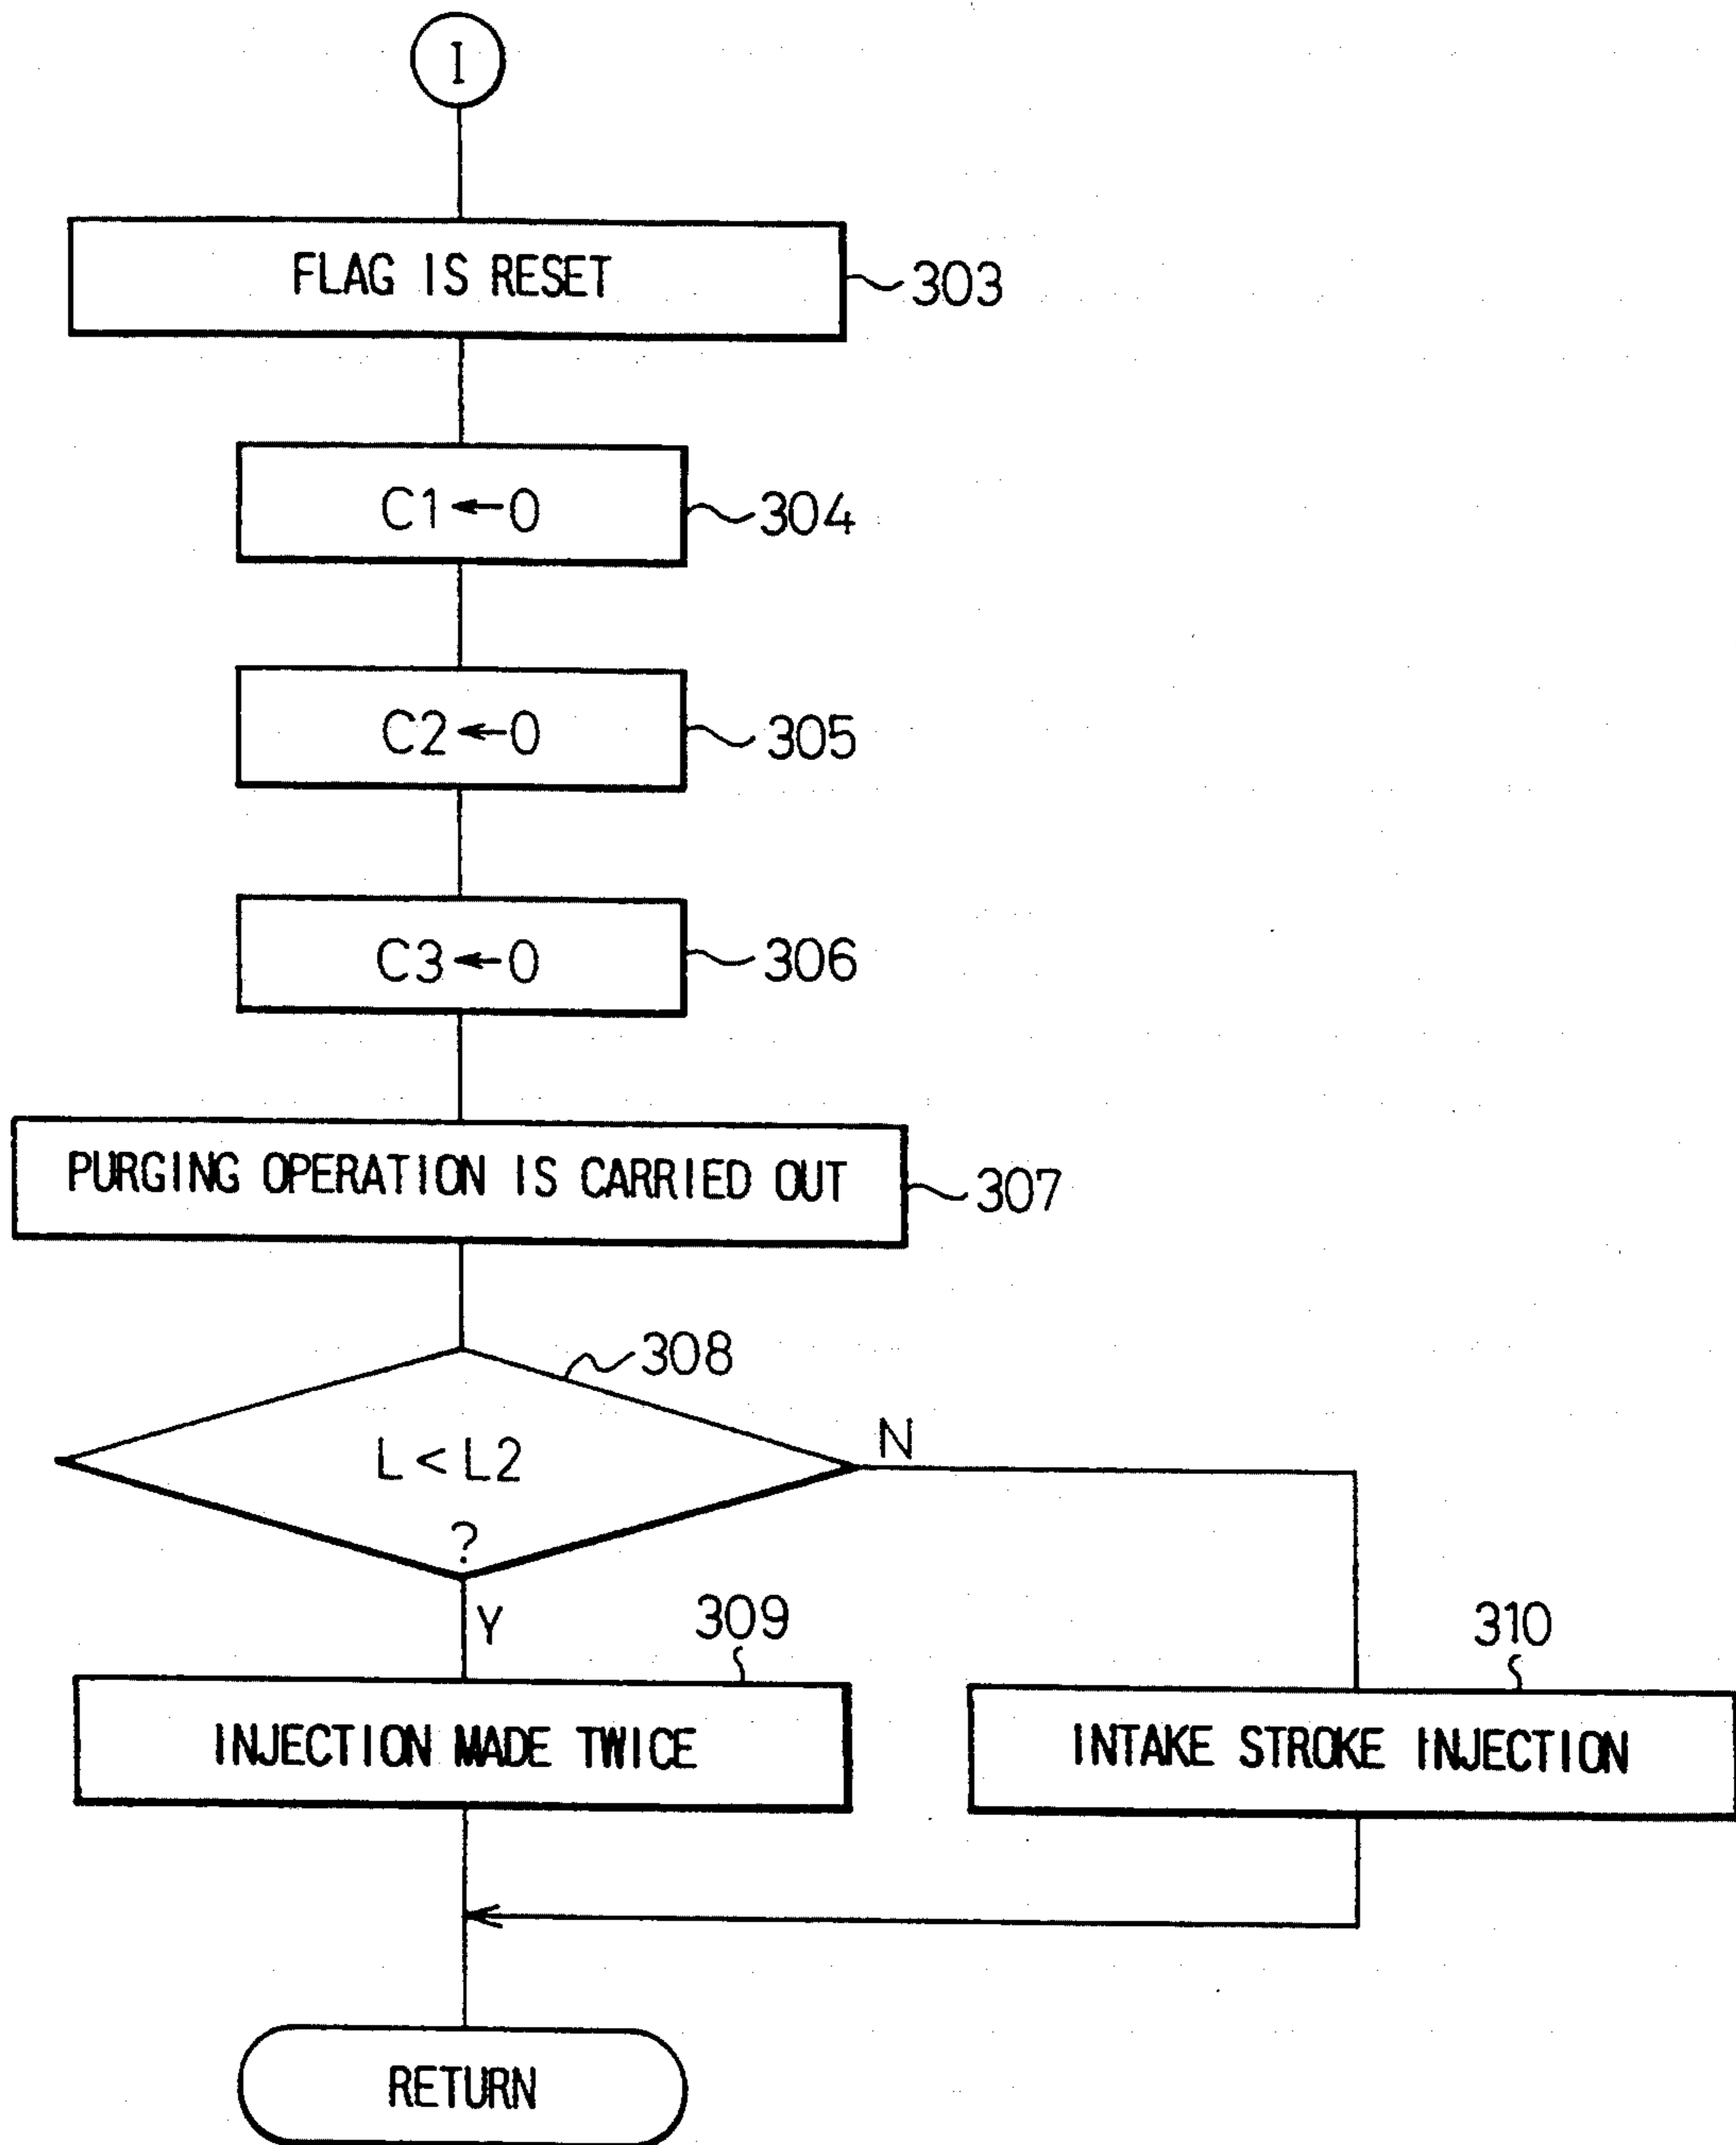 I
FLAG IS RESET
303
C1←0
304
C2←0
305
C3←0
306
PURGING OPERATION IS CARRIED OUT
307
308
L < L2
?
N
Y
309
310
INJECTION MADE TWICE
INTAKE STROKE INJECTION
RETURN